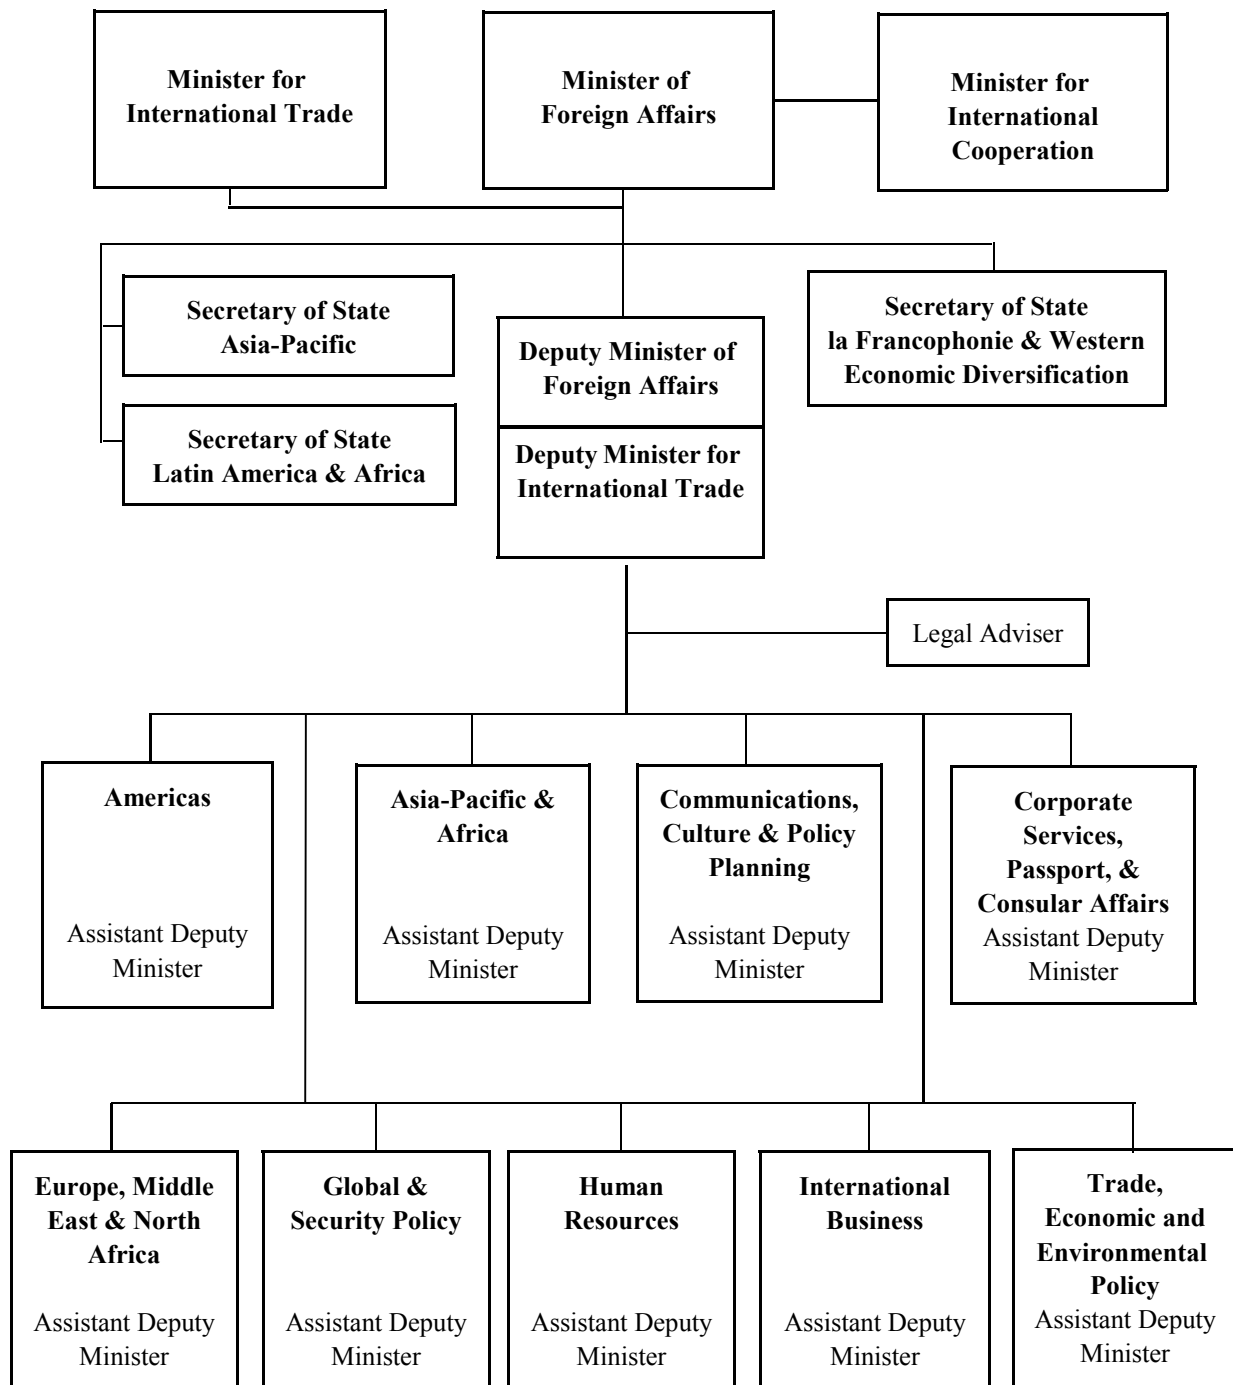 Minister for
International Trade
Minister of
Foreign Affairs
Minister for
International
Cooperation
Secretary of State
Asia-Pacific
Secretary of State
la Francophonie & Western
Economic Diversification
Deputy Minister of
Foreign Affairs
Secretary of State
Latin America & Africa
Deputy Minister for
International Trade
Legal Adviser
Americas
Assistant Deputy
Minister
Asia-Pacific &
Africa
Assistant Deputy
Minister
Communications,
Culture & Policy
Planning
Assistant Deputy
Minister
Corporate
Services,
Passport, &
Consular Affairs
Assistant Deputy
Minister
Europe, Middle
East & North
Africa
Assistant Deputy
Minister
Global &
Security Policy
Assistant Deputy
Minister
Human
Resources
Assistant Deputy
Minister
International
Business
Assistant Deputy
Minister
Trade,
Economic and
Environmental
Policy
Assistant Deputy
Minister